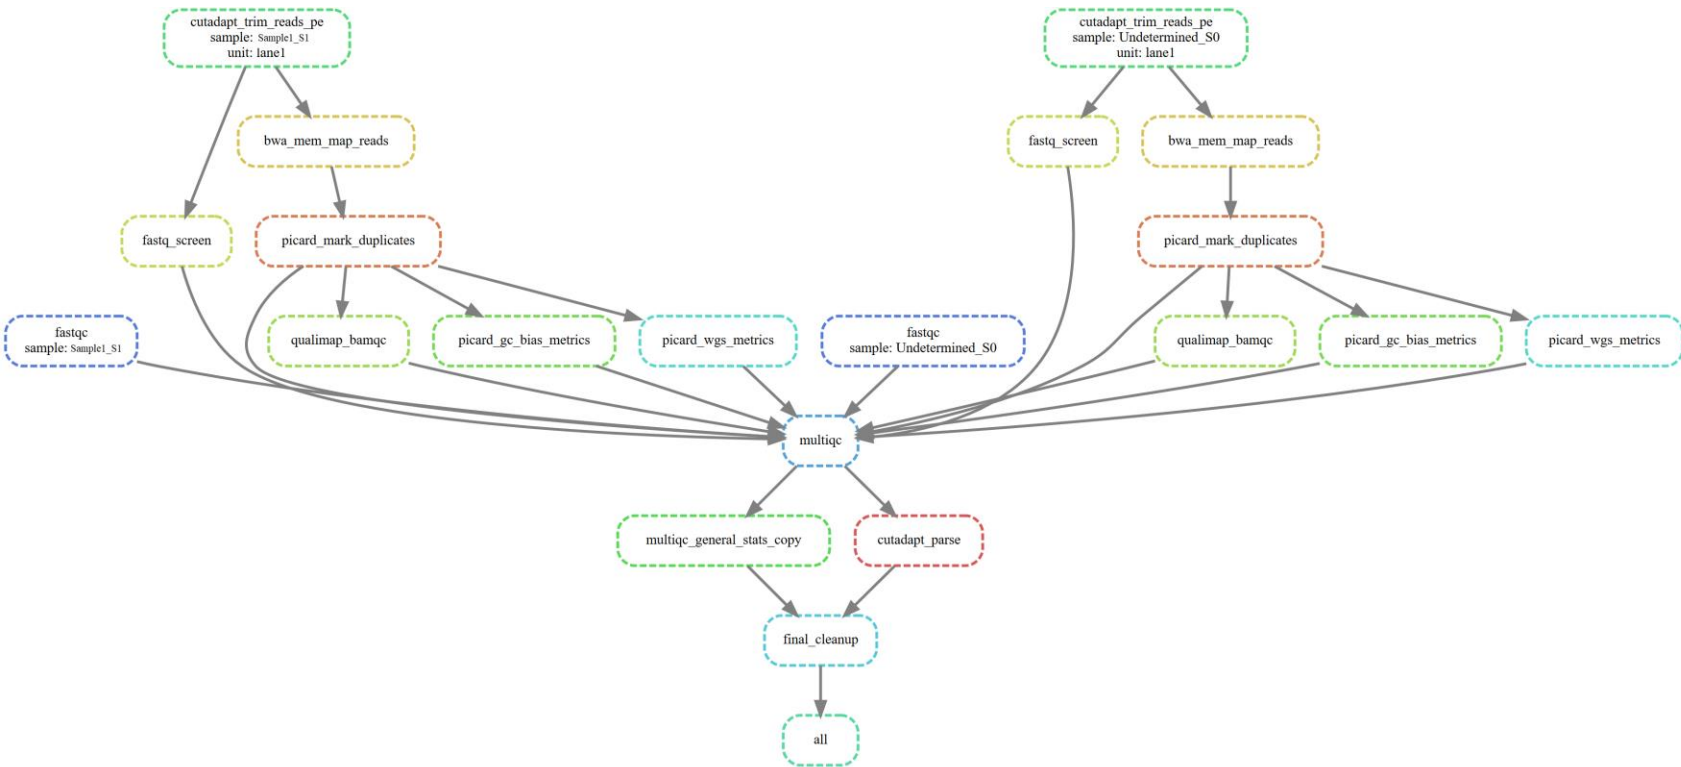 cutadapt_trim_reads_pe
sample: Sample1_S1
unit: lane1
cutadapt_trim_reads_pe
sample: Undetermined_S0
unit: lane1
bwa_mem_map_reads
fastq_screen
bwa_mem_map_reads
fastq_screen
picard_mark_duplicates
picard_mark_duplicates
fastqc
sample: Sample1_S1
qualimap_bamqc
picard_gc_bias_metrics
picard_wgs_metrics
fastqc
sample: Undetermined_S0
qualimap_bamqc
picard_gc_bias_metrics
picard_wgs_metrics
multiqc
multiqc_general_stats_copy
cutadapt_parse
final_cleanup
all